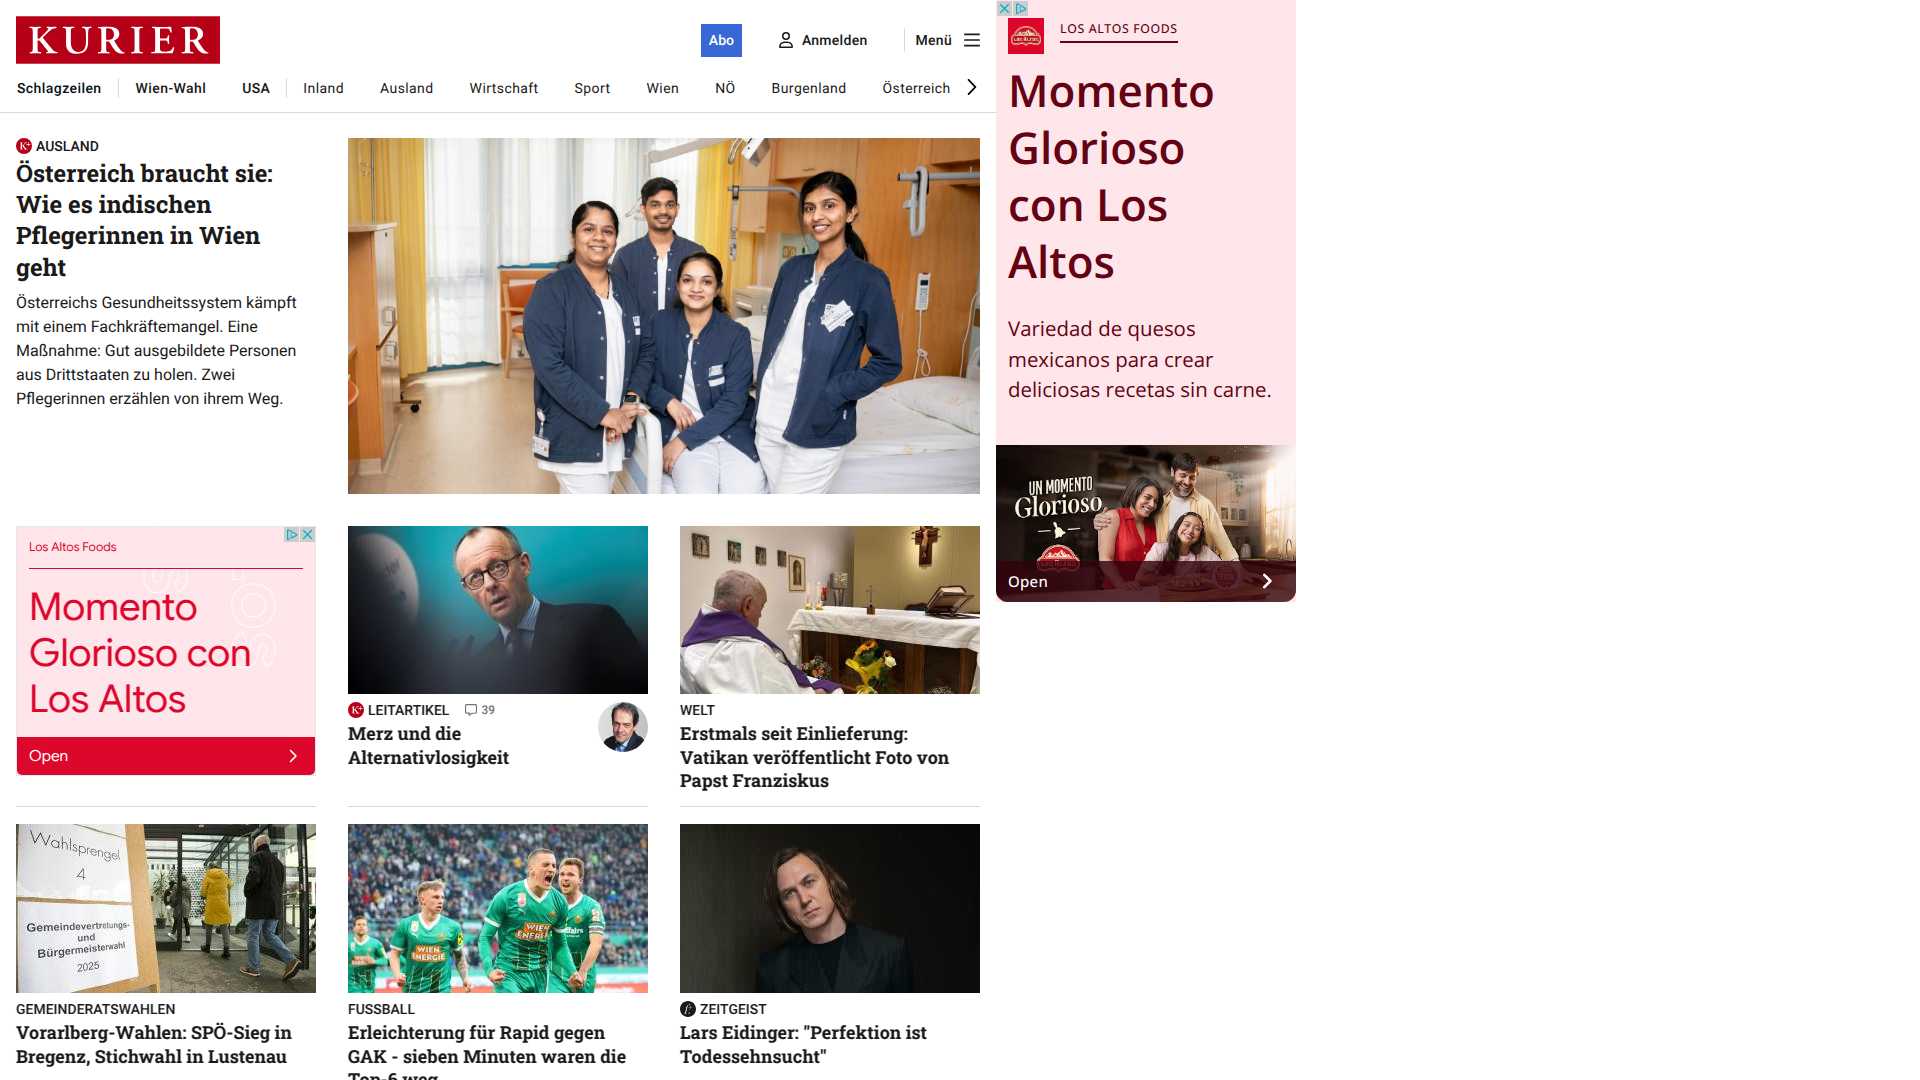 KURIER
Abo
Anmelden
Menü
Schlagzeilen
Wien-Wahl
USA
Inland
Ausland
Wirtschaft
Sport
Wien
NÖ
Burgenland
Österreich
AUSLAND
Österreich braucht sie:
Wie es indischen
Pflegerinnen in Wien
geht
Österreichs Gesundheitssystem kämpft
mit einem Fachkräftemangel. Eine
Maßnahme: Gut ausgebildete Personen
aus Drittstaaten zu holen. Zwei
Pflegerinnen erzählen von ihrem Weg.
LOS ALTOS FOODS
Momento
Glorioso
con Los
Altos
Variedad de quesos
mexicanos para crear
deliciosas recetas sin carne.
UN MOMENTO
Glorioso
Open
Los Altos Foods
Momento
Glorioso con
Los Altos
Open
LEITARTIKEL
39
Merz und die
Alternativlosigkeit
WELT
Erstmals seit Einlieferung:
Vatikan veröffentlicht Foto von
Papst Franziskus
Wahlsprengel
4
Gemeindevertretungs-
und
Bürgermeisterwahl
2025
GEMEINDERATSWAHLEN
Vorarlberg-Wahlen: SPÖ-Sieg in
Bregenz, Stichwahl in Lustenau
WIEN
ENERGIE
WIEN
FUSSBALL
Erleichterung für Rapid gegen
GAK - sieben Minuten waren die
Top-6 weg
ZEITGEIST
Lars Eidinger: "Perfektion ist
Todessehnsucht"